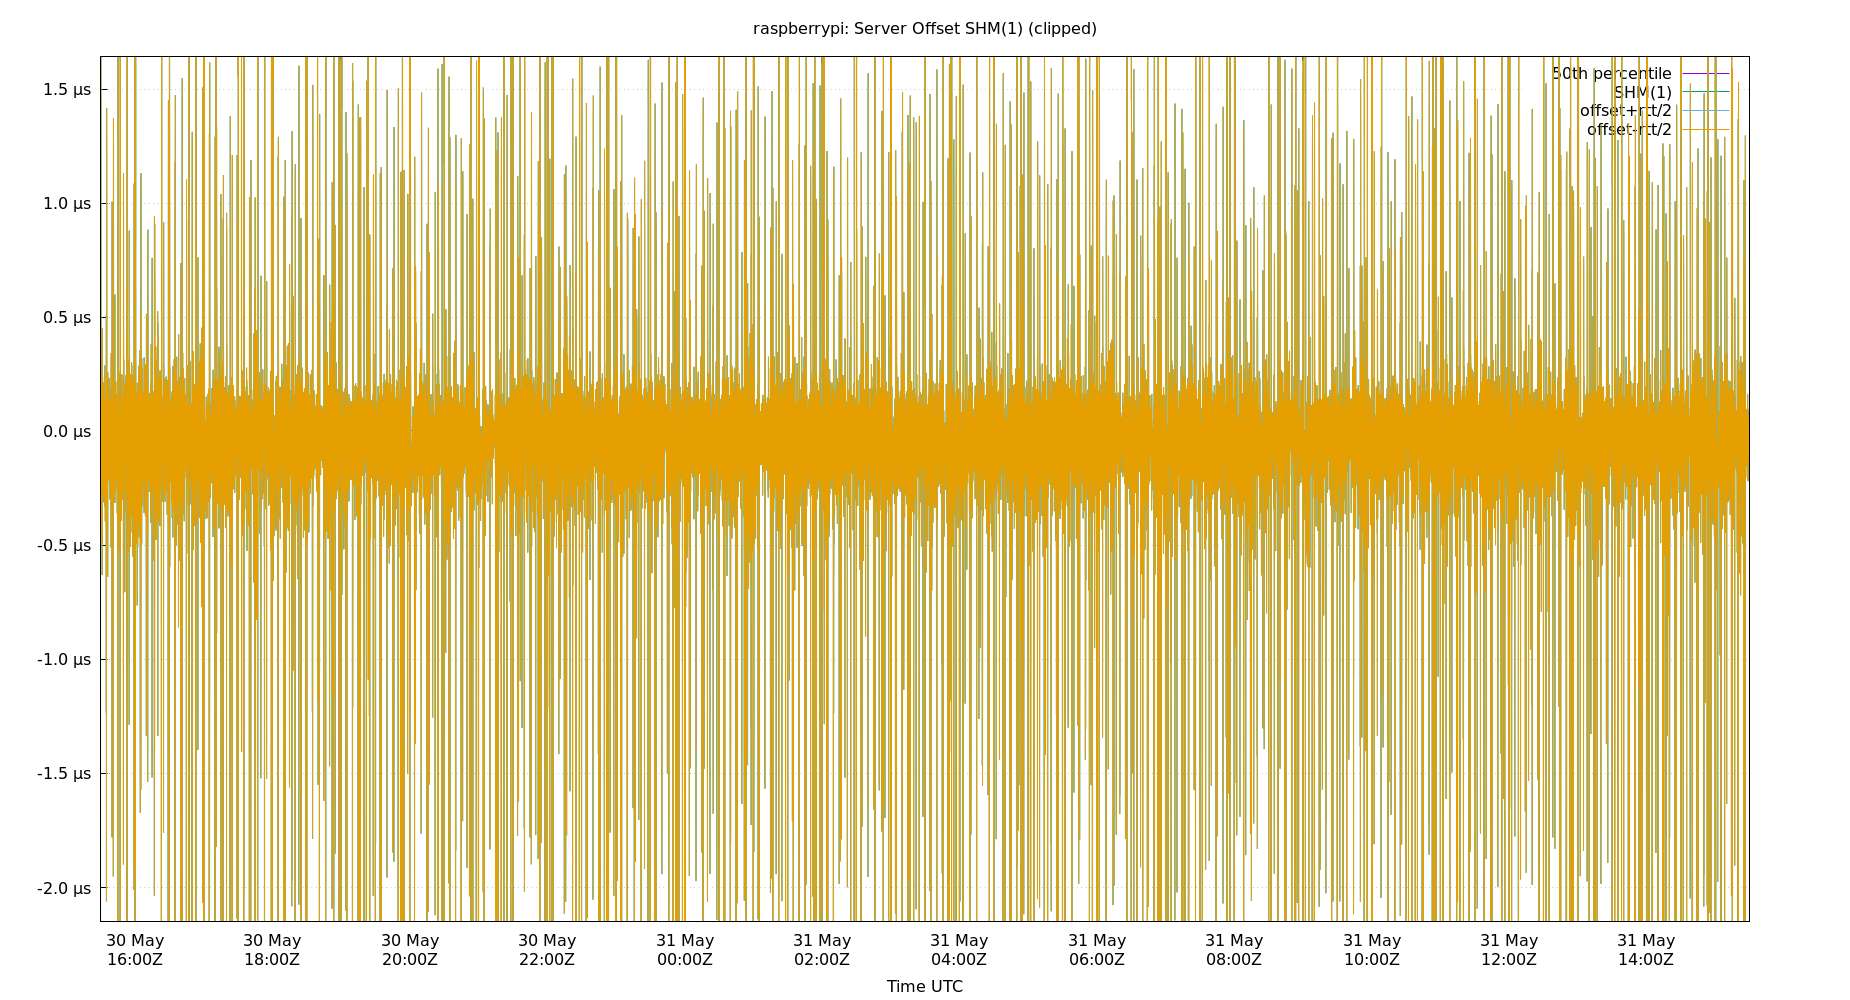 raspberrypi: Server Offset SHM(1) (clipped)
50th percentile
SHM(1)
offset+rtt/2
offset-rtt/2
1.5 µs
1.0 µs
0.5 µs
0.0 µs
-0.5 µs
-1.0 µs
-1.5 µs
-2.0 µs
30 May 30 May 30 May 30 May 31 May 31 May 31 May 31 May 31 May 31 May 31 May 31 May
16:00Z 18:00Z 20:00Z 22:00Z 00:00Z 02:00Z 04:00Z 06:00Z 08:00Z 10:00Z 12:00Z 14:00Z
Time UTC